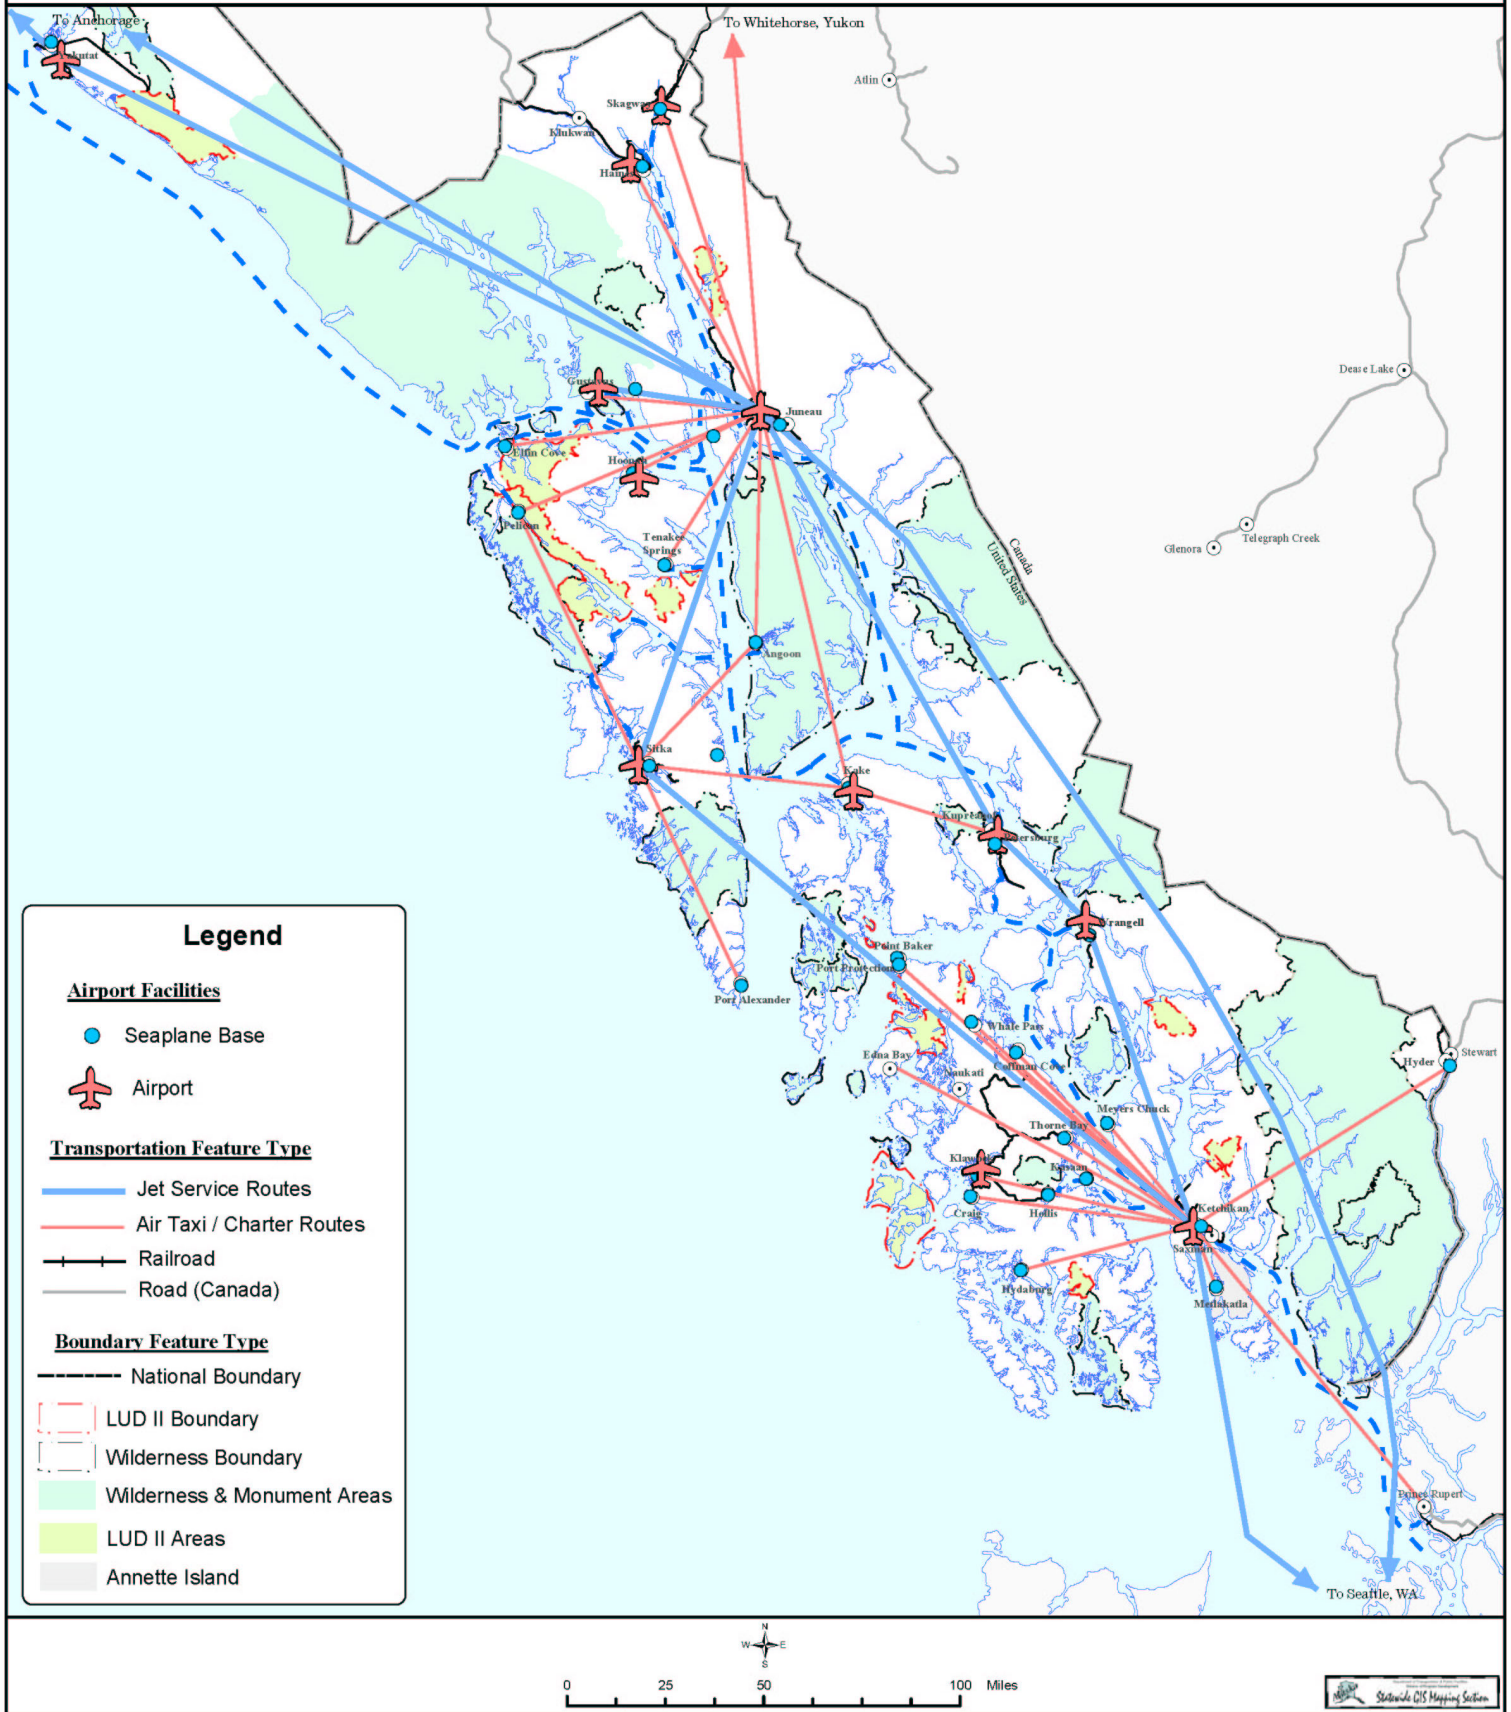 To Anchorage
To Whitehorse, Yukon
Atlin
Skagway
Klukwan
Haines
Dease Lake
Gustavus
Juneau
Elfin Cove
Hoonah
Pelican
Tenakee
Springs
Telegraph Creek
Glenora
Canada
United States
Angoon
Sitka
Kake
Kupreanof
Petersburg
Wrangell
Point Baker
Port Protection
Port Alexander
Whale Pass
Edna Bay
Coffman Cove
Naukati
Hyder
Stewart
Meyers Chuck
Thorne Bay
Klawock
Kasaan
Craig
Hollis
Ketchikan
Saxman
Hydaburg
Metlakatla
Prince Rupert
To Seattle, WA
Legend
Airport Facilities
Seaplane Base
Airport
Transportation Feature Type
Jet Service Routes
Air Taxi / Charter Routes
Railroad
Road (Canada)
Boundary Feature Type
National Boundary
LUD II Boundary
Wilderness Boundary
Wilderness & Monument Areas
LUD II Areas
Annette Island
N
W E
S
0 25 50 100 Miles
Statewide GIS Mapping Section